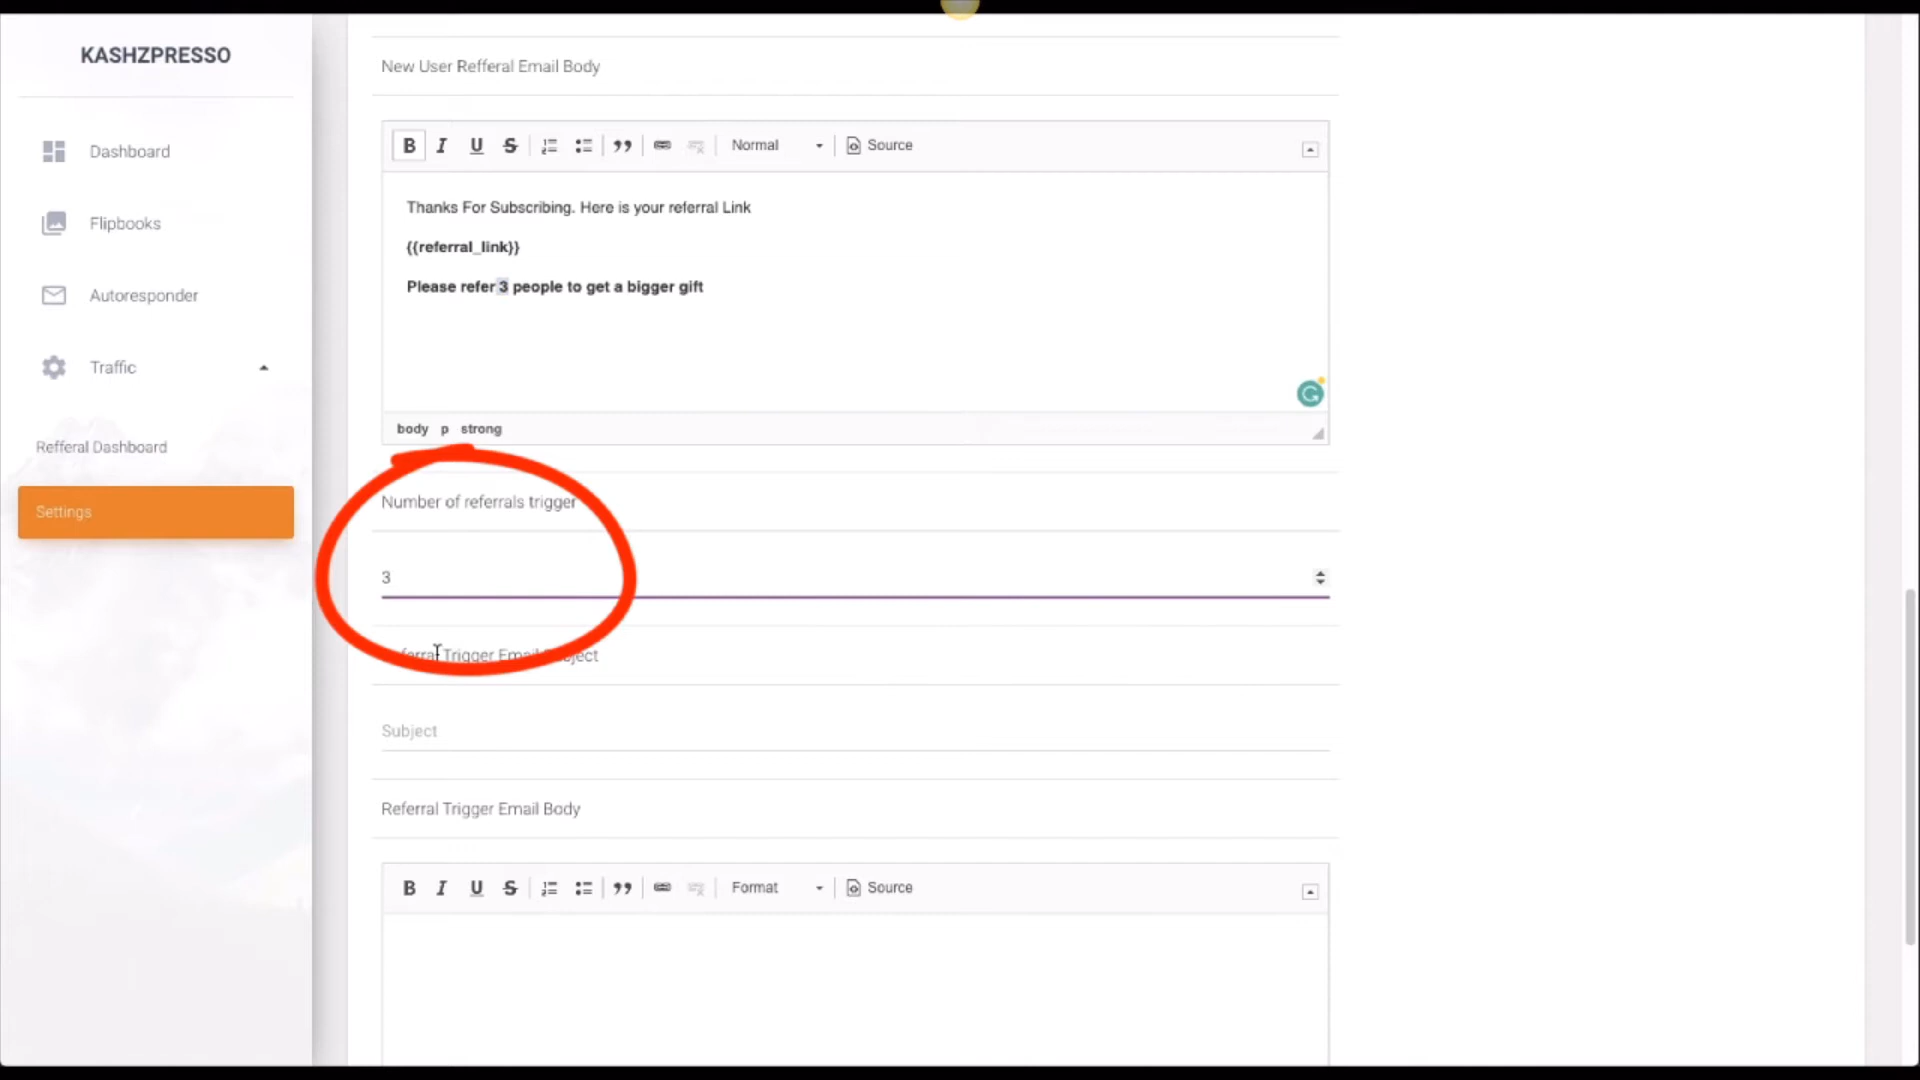 KASHZPRESSO
Dashboard
Flipbooks
Autoresponder
Traffic
Refferal Dashboard
Settings
New User Refferal Email Body
B I U S Normal Source
Thanks For Subscribing. Here is your referral Link
{{referral_link}}
Please refer 3 people to get a bigger gift
body p strong
Number of referrals trigger
3
Trigger Email
Subject
Referral Trigger Email Body
B I U S Format Source